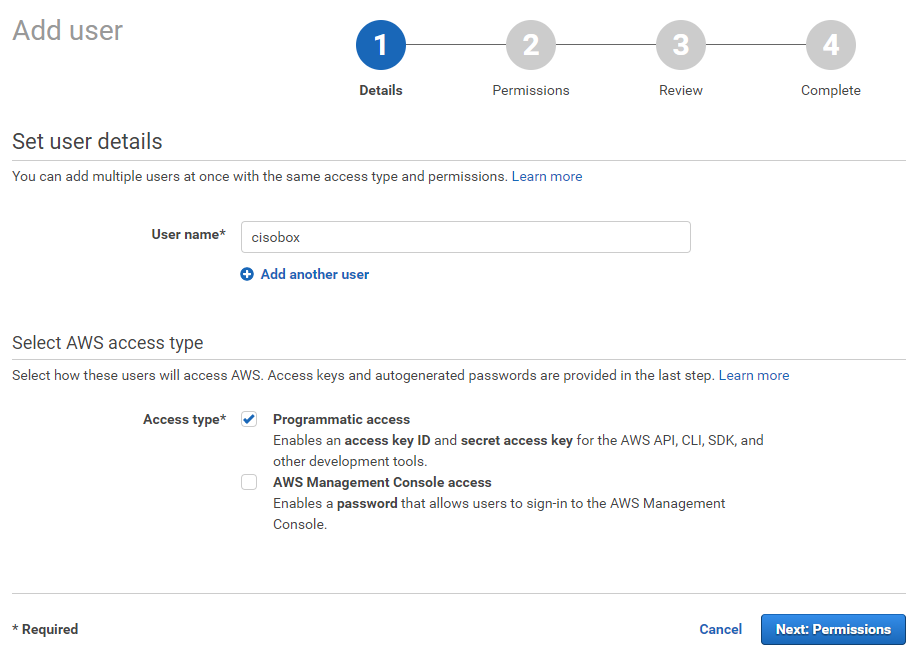 Add user
1
2
3
4
Details
Permissions
Review
Complete
Set user details
You can add multiple users at once with the same access type and permissions. Learn more
User name*
cisobox
Add another user
Select AWS access type
Select how these users will access AWS. Access keys and autogenerated passwords are provided in the last step. Learn more
Access type*
Programmatic access
Enables an access key ID and secret access key for the AWS API, CLI, SDK, and
other development tools.
AWS Management Console access
Enables a password that allows users to sign-in to the AWS Management
Console.
* Required
Cancel
Next: Permissions